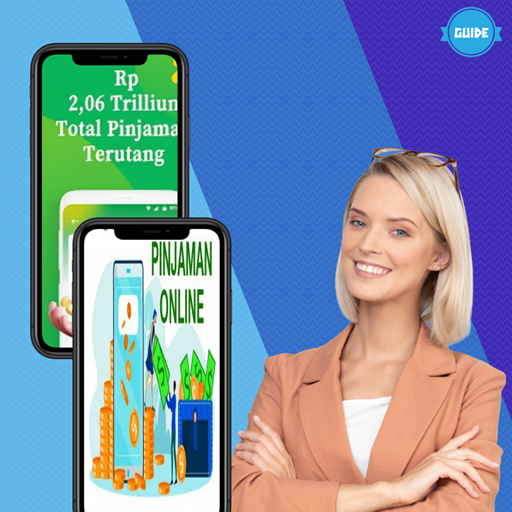 GUIDE
Rp
2,06 Trilliun
Total Pinjama
Terutang
PINJAMAN
ONLINE